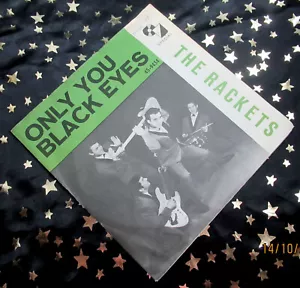 ONLY YOU
BLACK EYES
THE RACKETS
14/10/